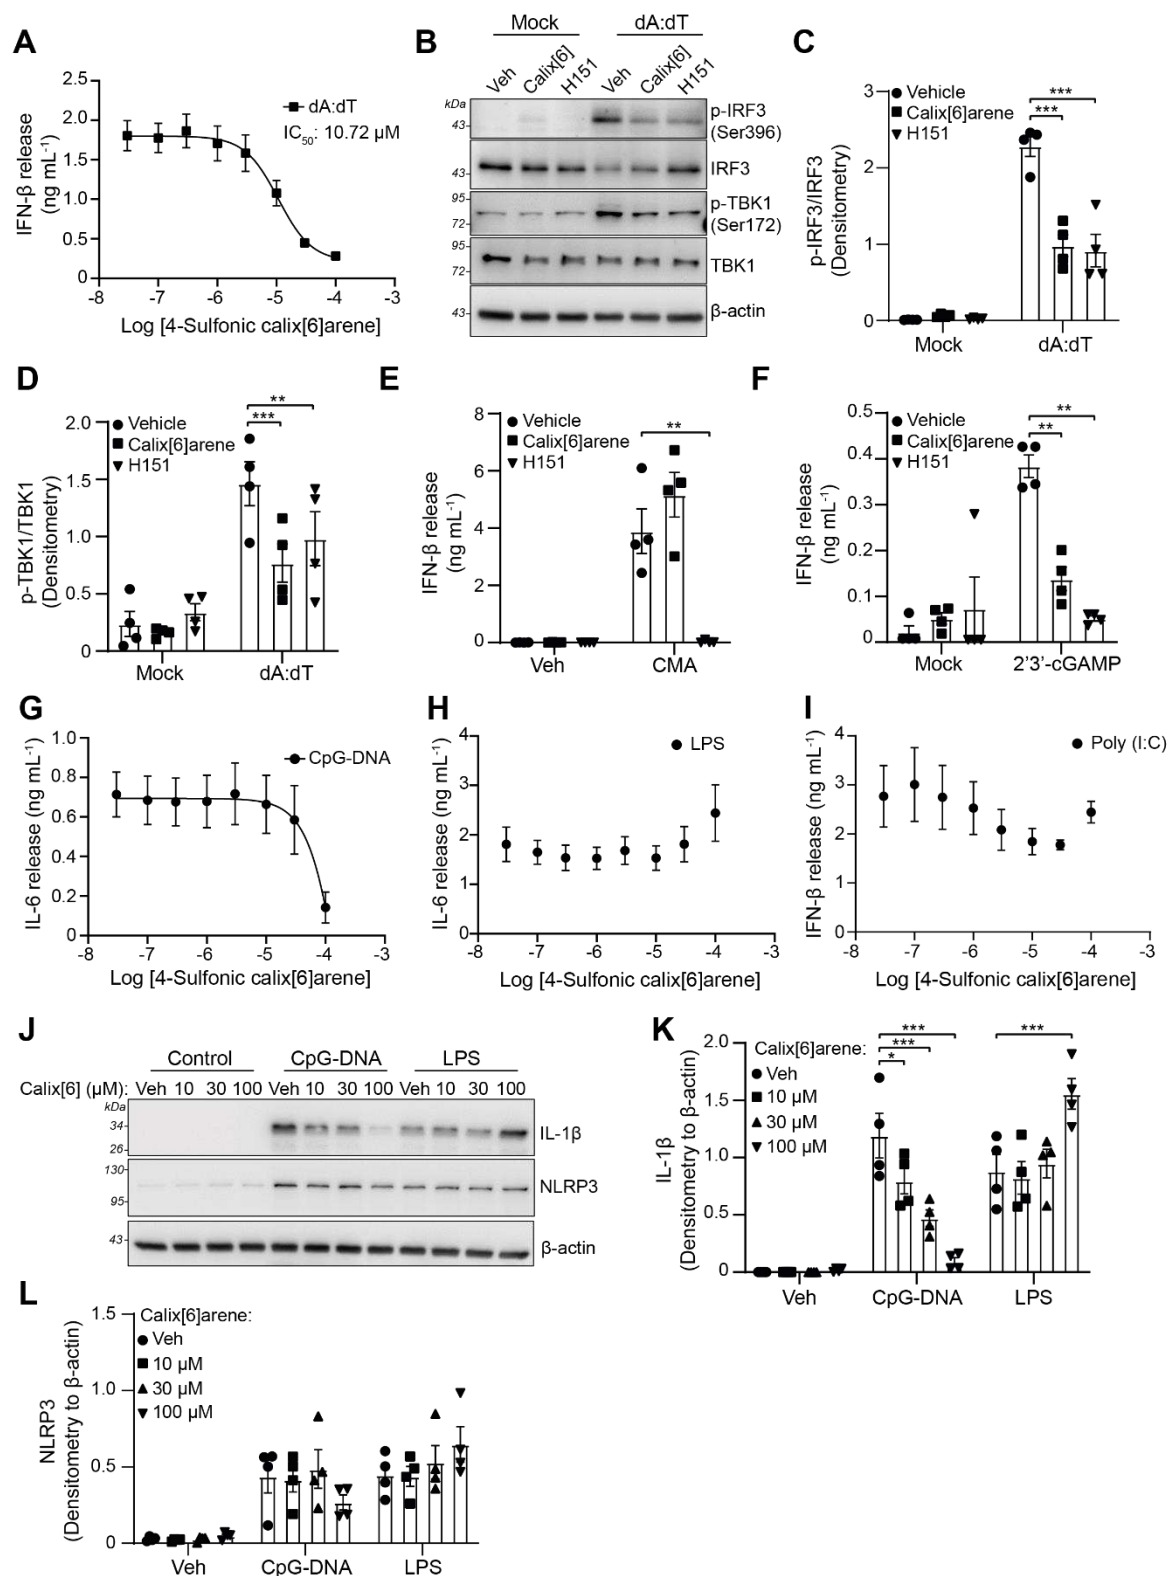 A
2.5
2.0
1.5
1.0
0.5
0
IFN-β release
(ng mL⁻¹)
dA:dT
IC₅₀: 10.72 µM
-8 -7 -6 -5 -4 -3
Log [4-Sulfonic calix[6]arene]
B
Mock dA:dT
Veh Calix[6] H151 Veh Calix[6] H151
kDa
43
p-IRF3
(Ser396)
43
IRF3
95
72
p-TBK1
(Ser172)
95
72
TBK1
43
β-actin
C
Vehicle
Calix[6]arene
H151
***
***
3
2
1
0
p-IRF3/IRF3
(Densitometry)
Mock dA:dT
D
Vehicle
Calix[6]arene
H151
**
***
2.0
1.5
1.0
0.5
0
p-TBK1/TBK1
(Densitometry)
Mock dA:dT
E
Vehicle
Calix[6]arene
H151
**
8
6
4
2
0
IFN-β release
(ng mL⁻¹)
Veh CMA
F
Vehicle
Calix[6]arene
H151
**
**
0.5
0.4
0.3
0.2
0.1
0
IFN-β release
(ng mL⁻¹)
Mock 2'3'-cGAMP
G
1.0
0.8
0.6
0.4
0.2
0
IL-6 release (ng mL⁻¹)
CpG-DNA
-8 -7 -6 -5 -4 -3
Log [4-Sulfonic calix[6]arene]
H
4
3
2
1
0
IL-6 release (ng mL⁻¹)
LPS
-8 -7 -6 -5 -4 -3
Log [4-Sulfonic calix[6]arene]
I
4
3
2
1
0
IFN-β release (ng mL⁻¹)
Poly (I:C)
-8 -7 -6 -5 -4 -3
Log [4-Sulfonic calix[6]arene]
J
Control CpG-DNA LPS
Calix[6] (µM): Veh 10 30 100 Veh 10 30 100 Veh 10 30 100
kDa
34
26
IL-1β
130
95
NLRP3
43
β-actin
K
Calix[6]arene:
Veh
10 µM
30 µM
100 µM
***
***
*
***
2.0
1.5
1.0
0.5
0
IL-1β
(Densitometry to β-actin)
Veh CpG-DNA LPS
L
Calix[6]arene:
Veh
10 µM
30 µM
100 µM
1.5
1.0
0.5
0
NLRP3
(Densitometry to β-actin)
Veh CpG-DNA LPS